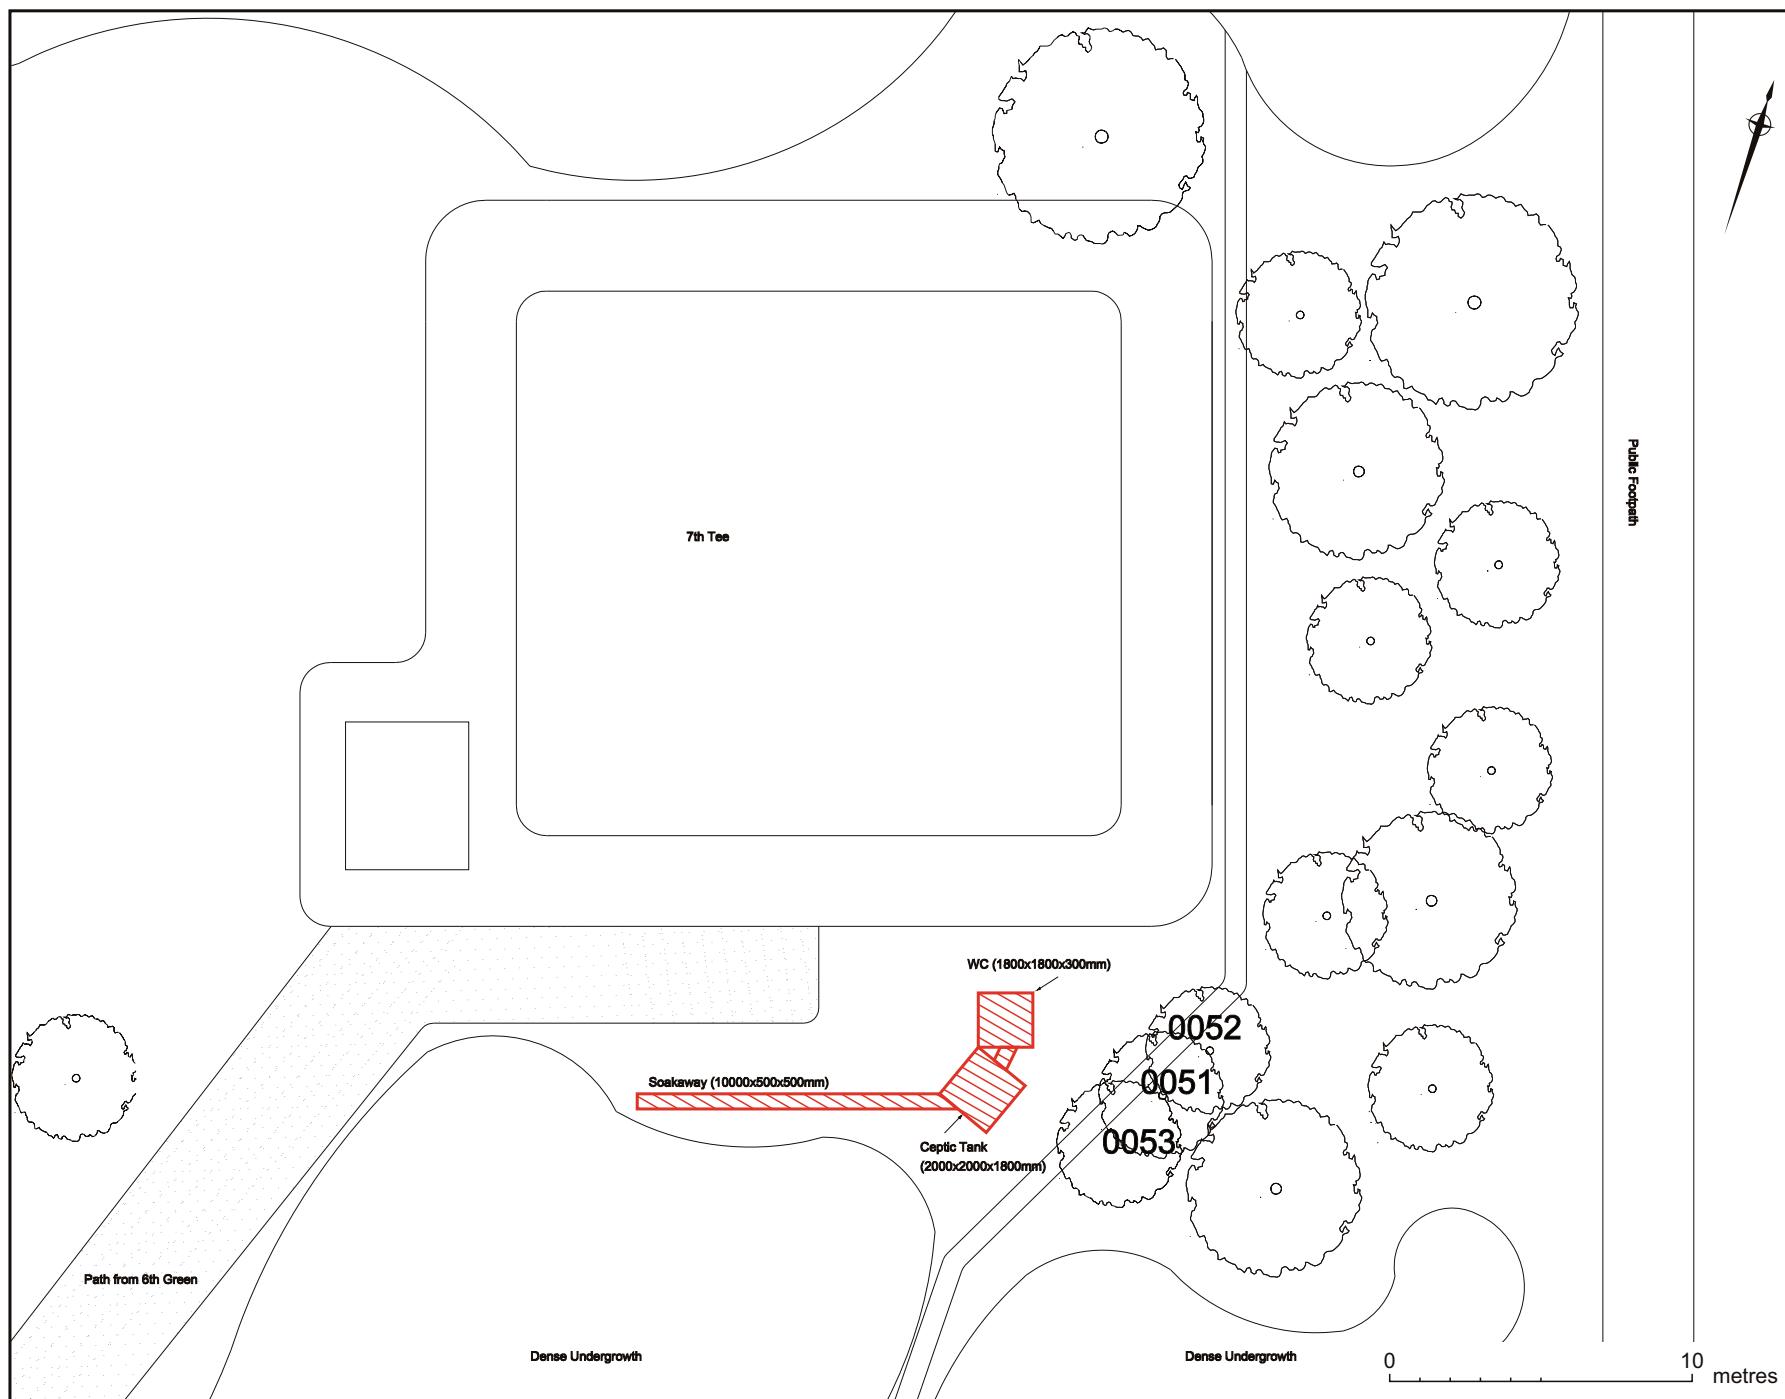 Public Footpath
7th Tee
WC (1800x1800x300mm)
0052
Soakaway (10000x500x500mm)
0051
Ceptic Tank
(2000x2000x1800mm)
0053
Path from 6th Green
Dense Undergrowth
Dense Undergrowth
0 10
metres